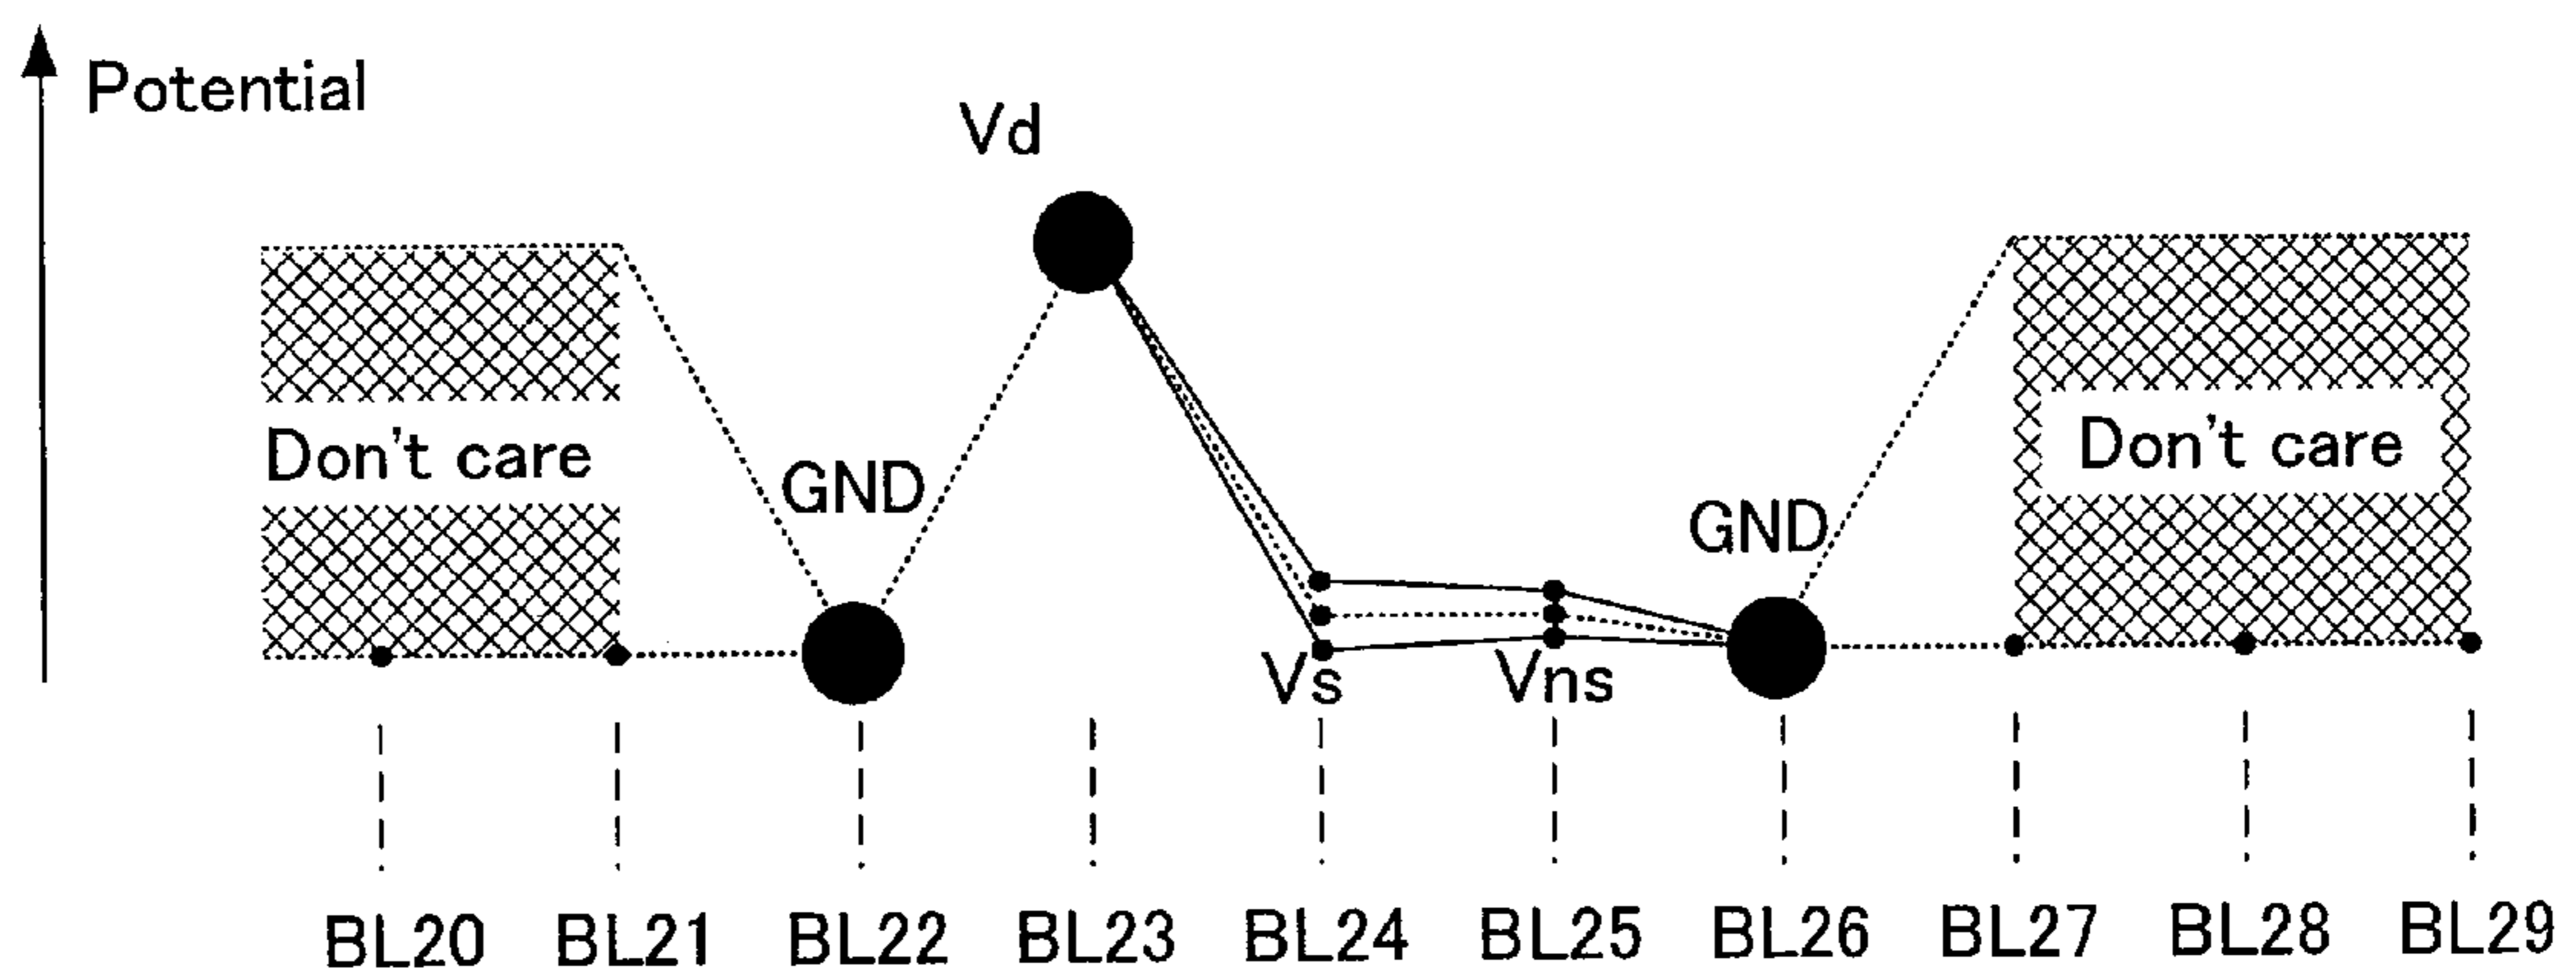 Potential
Vd
Don't care
GND
GND
Don't care
Vs
Vns
BL20 BL21 BL22 BL23 BL24 BL25 BL26 BL27 BL28 BL29